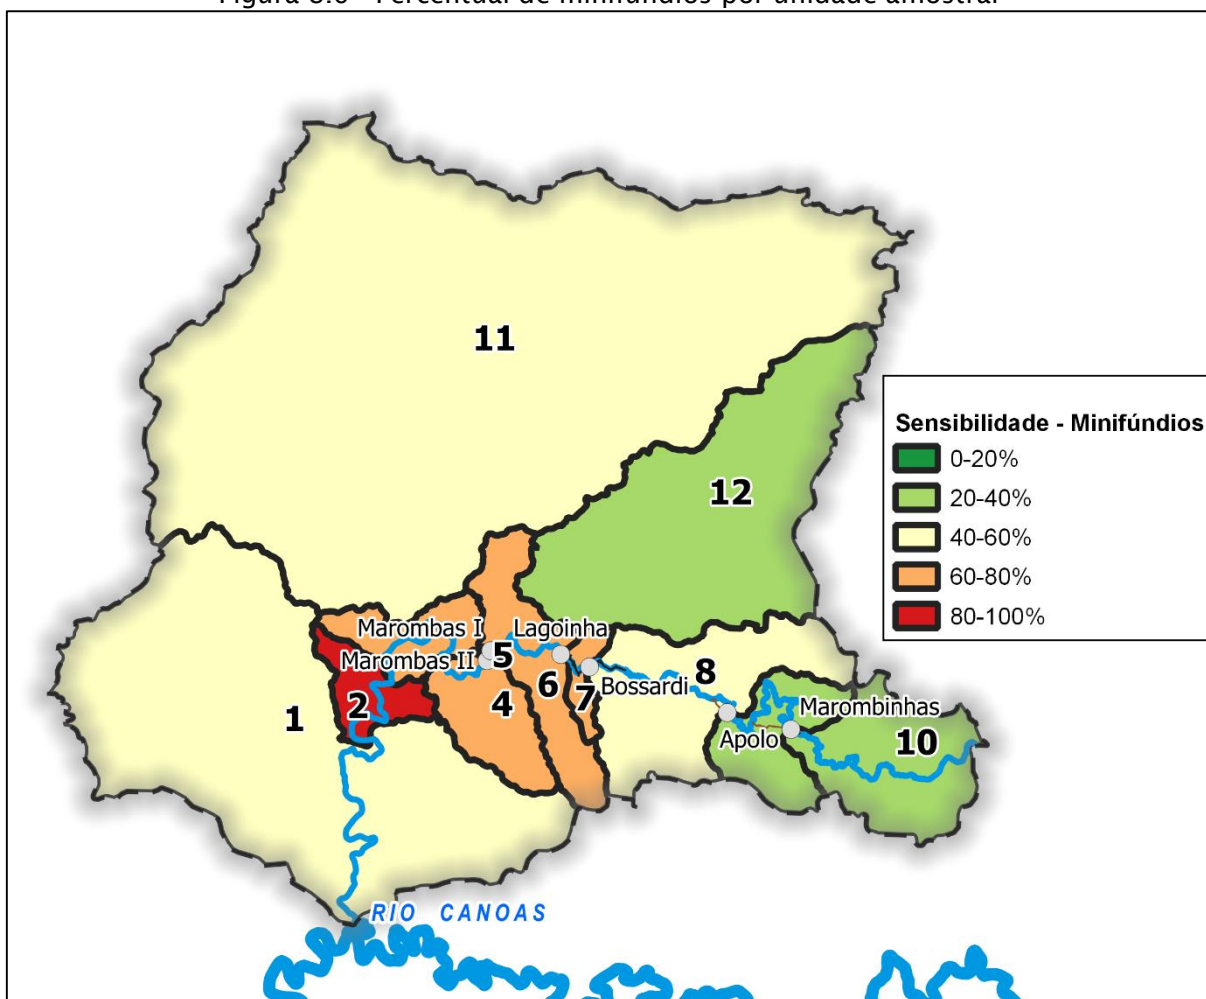 Figura 8.6 - Percentual de minifúndios por unidade amostral
11
12
Sensibilidade - Minifúndios
0-20%
20-40%
40-60%
60-80%
80-100%
Marombas I
Lagoinha
Marombas II
5
8
6
7
Bossardi
1
2
4
Marombinhas
Apolo
10
RIO CANOAS